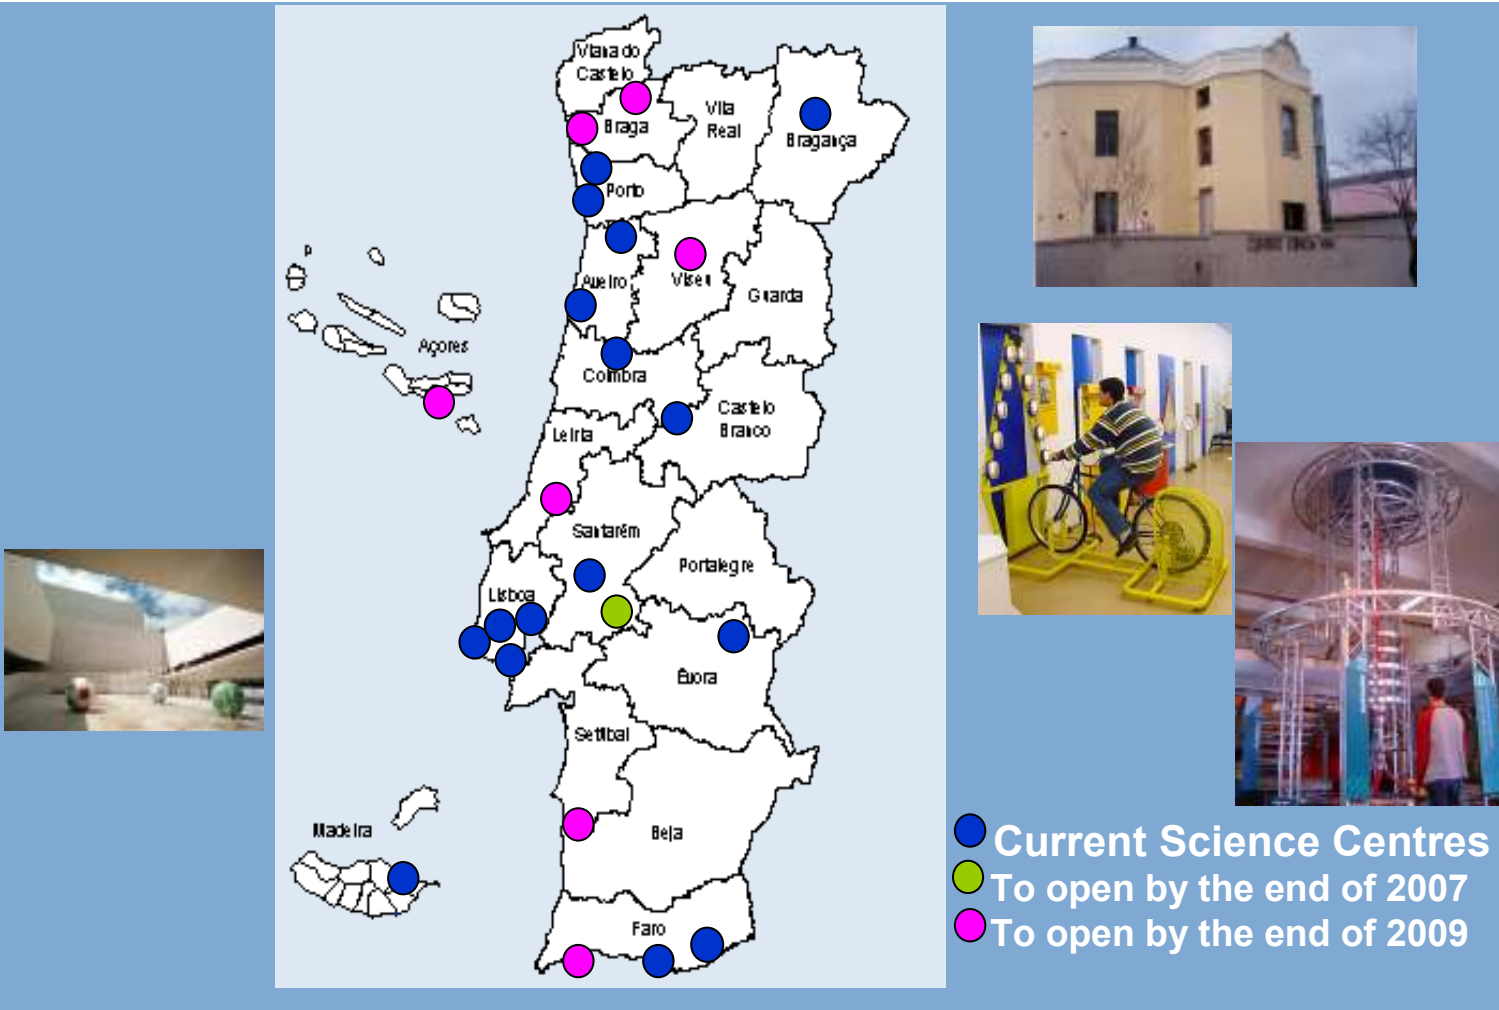 Viana do
Castelo
Braga
Vila
Real
Bragança
Porto
Aveiro
Viseu
Guarda
Açores
Coimbra
Castelo
Branco
Leiria
Santarém
Portalegre
Lisboa
Évora
Setúbal
Madeira
Beja
Faro
Current Science Centres
To open by the end of 2007
To open by the end of 2009